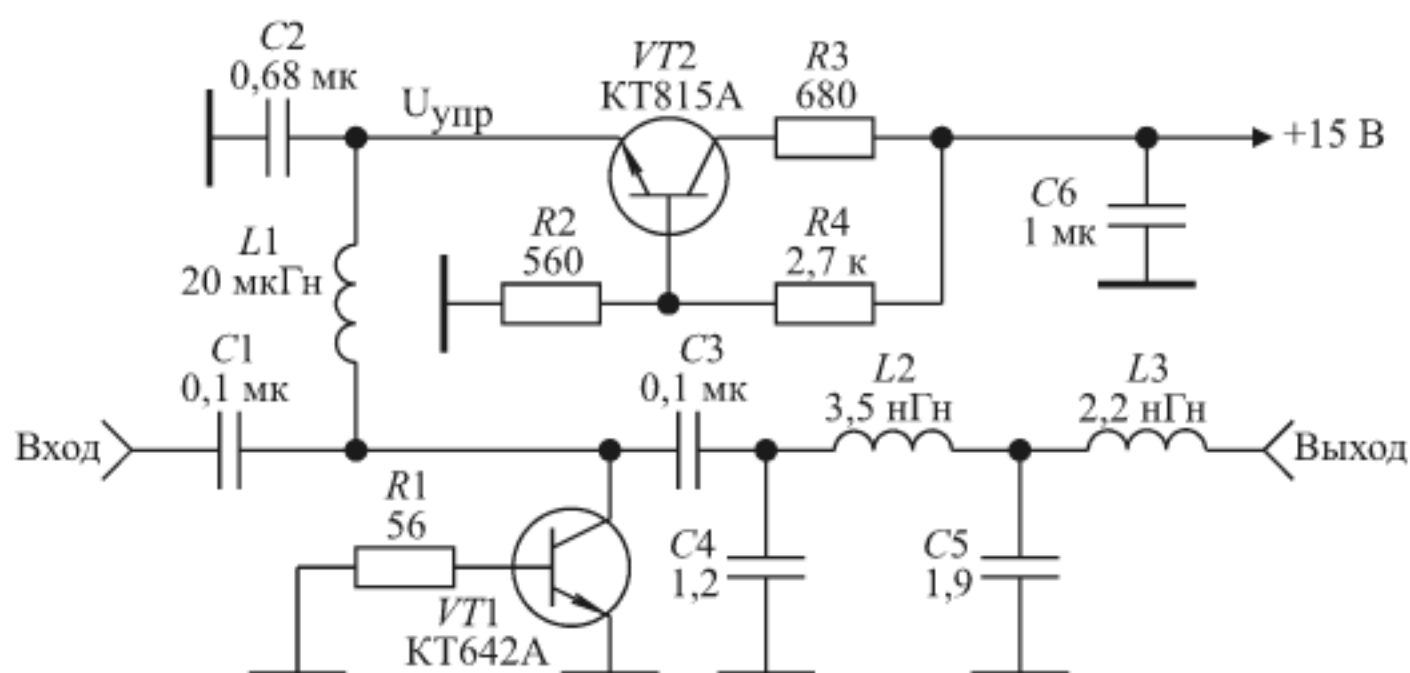 C2
0,68 мк
Uупр
VT2
КТ815А
R3
680
+15 В
C6
1 мк
L1
20 мкГн
R2
560
R4
2,7 к
C1
0,1 мк
C3
0,1 мк
L2
3,5 нГн
L3
2,2 нГн
Вход
Выход
R1
56
C4
1,2
C5
1,9
VT1
КТ642А